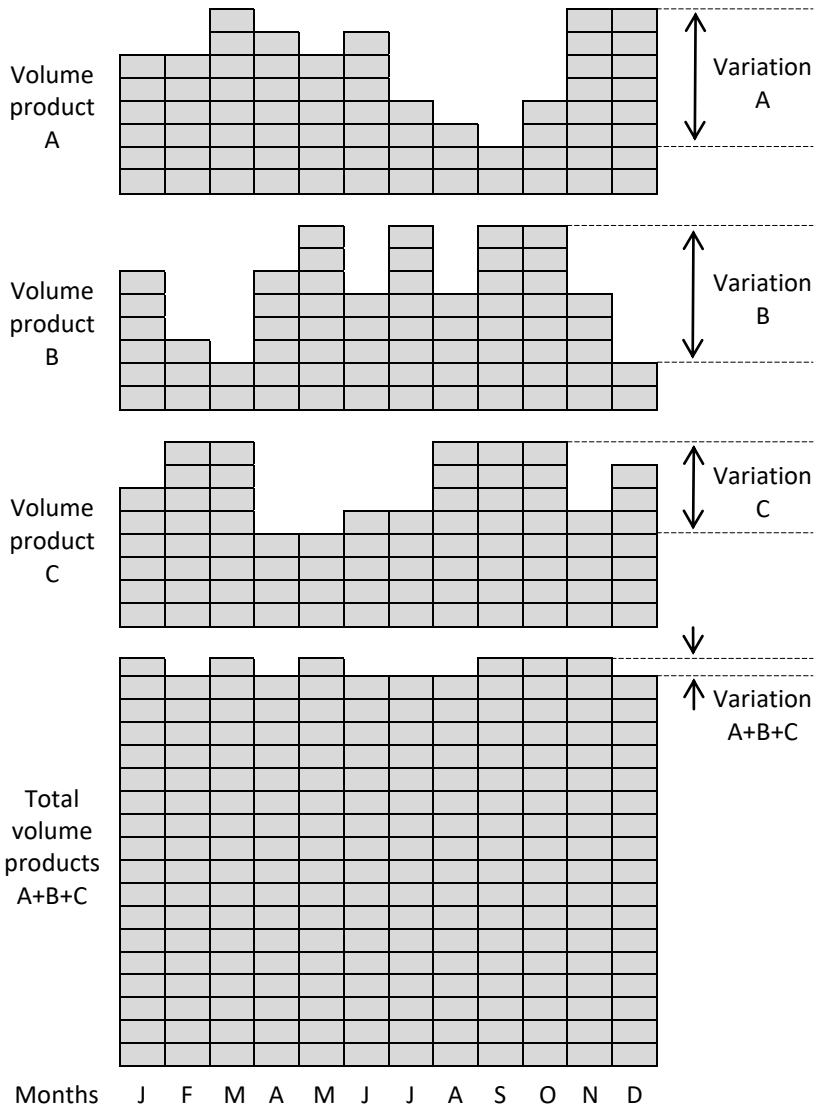 Volume
product
A
Variation
A
Volume
product
B
Variation
B
Volume
product
C
Variation
C
Total
volume
products
A+B+C
Variation
A+B+C
Months J F M A M J J A S O N D